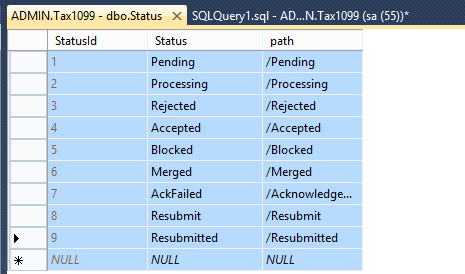 ADMIN.Tax1099 - dbo.Status SQLQuery1.sql - AD...N.Tax1099 (sa (55))*
StatusId Status path
1 Pending /Pending
2 Processing /Processing
3 Rejected /Rejected
4 Accepted /Accepted
5 Blocked /Blocked
6 Merged /Merged
7 AckFailed /Acknowledge...
8 Resubmit /Resubmit
9 Resubmitted /Resubmitted
NULL NULL NULL